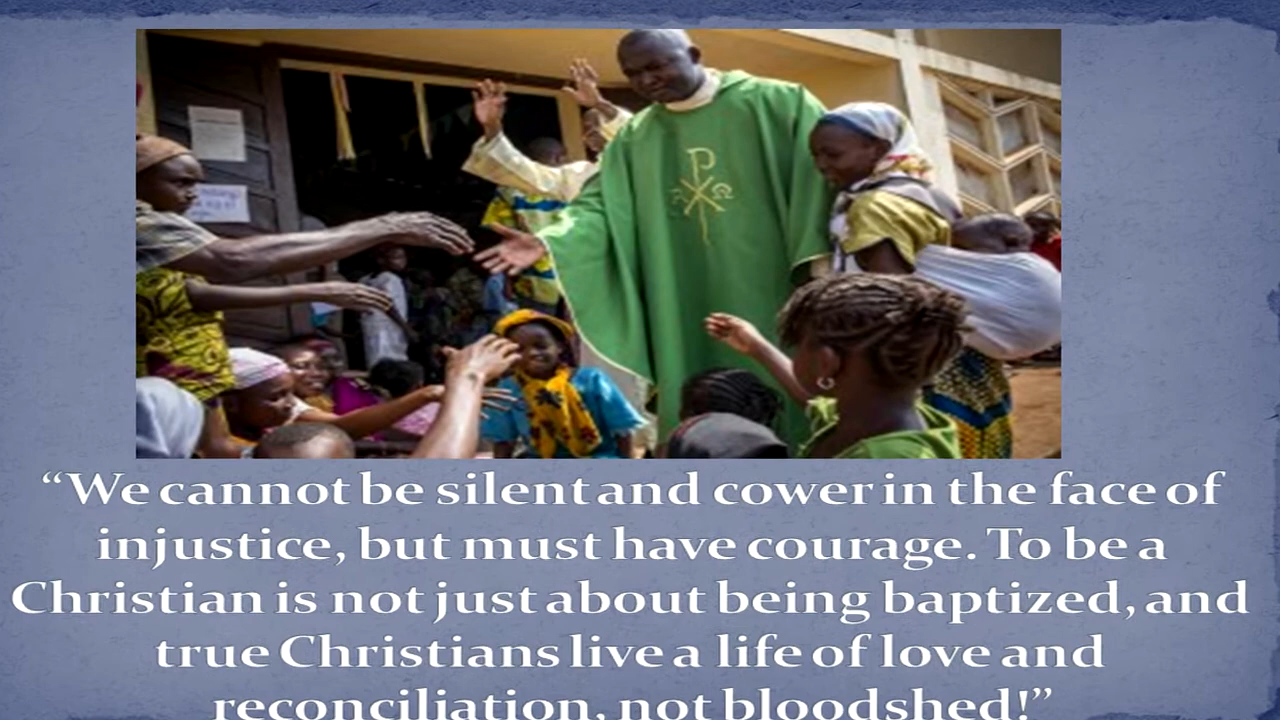 “We cannot be silent and cower in the face of
injustice, but must have courage. To be a
Christian is not just about being baptized, and
true Christians live a life of love and
reconciliation, not bloodshed!”